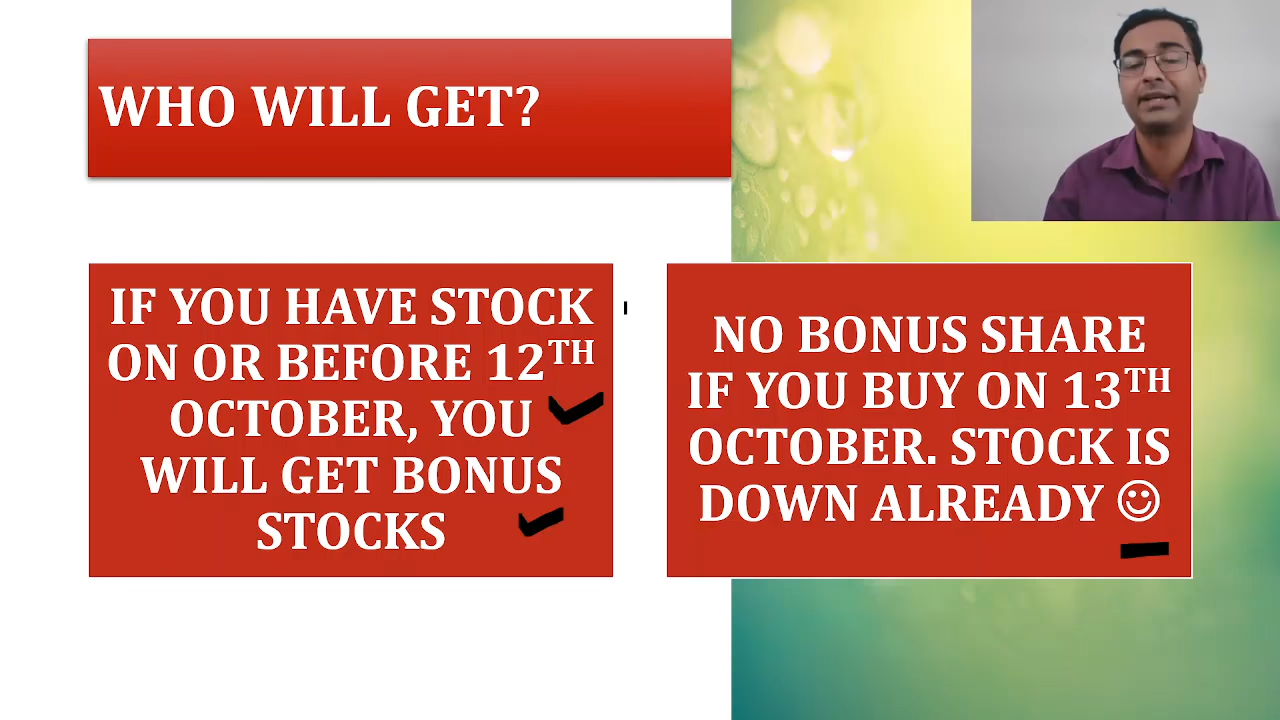 WHO WILL GET?
IF YOU HAVE STOCK
ON OR BEFORE 12TH
OCTOBER, YOU
WILL GET BONUS
STOCKS
NO BONUS SHARE
IF YOU BUY ON 13TH
OCTOBER. STOCK IS
DOWN ALREADY ☺